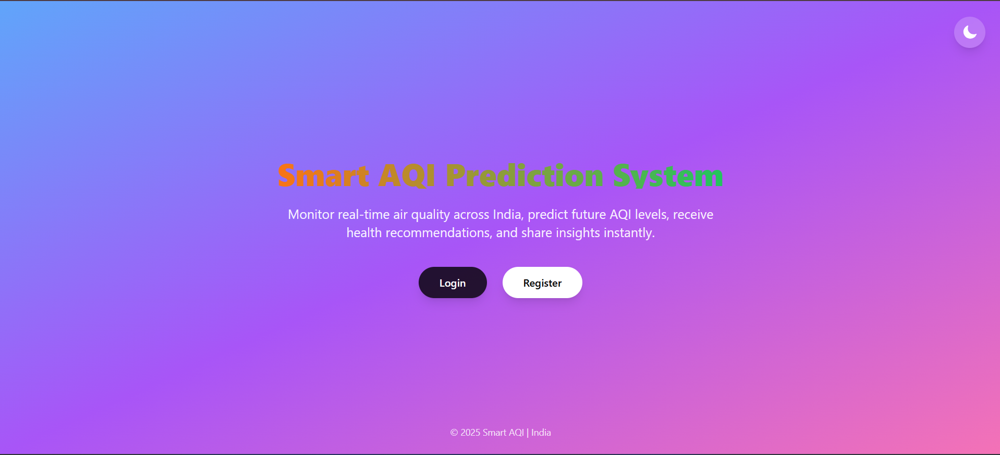 Smart AQI Prediction System
Monitor real-time air quality across India, predict future AQI levels, receive
health recommendations, and share insights instantly.
Login
Register
© 2025 Smart AQI | India